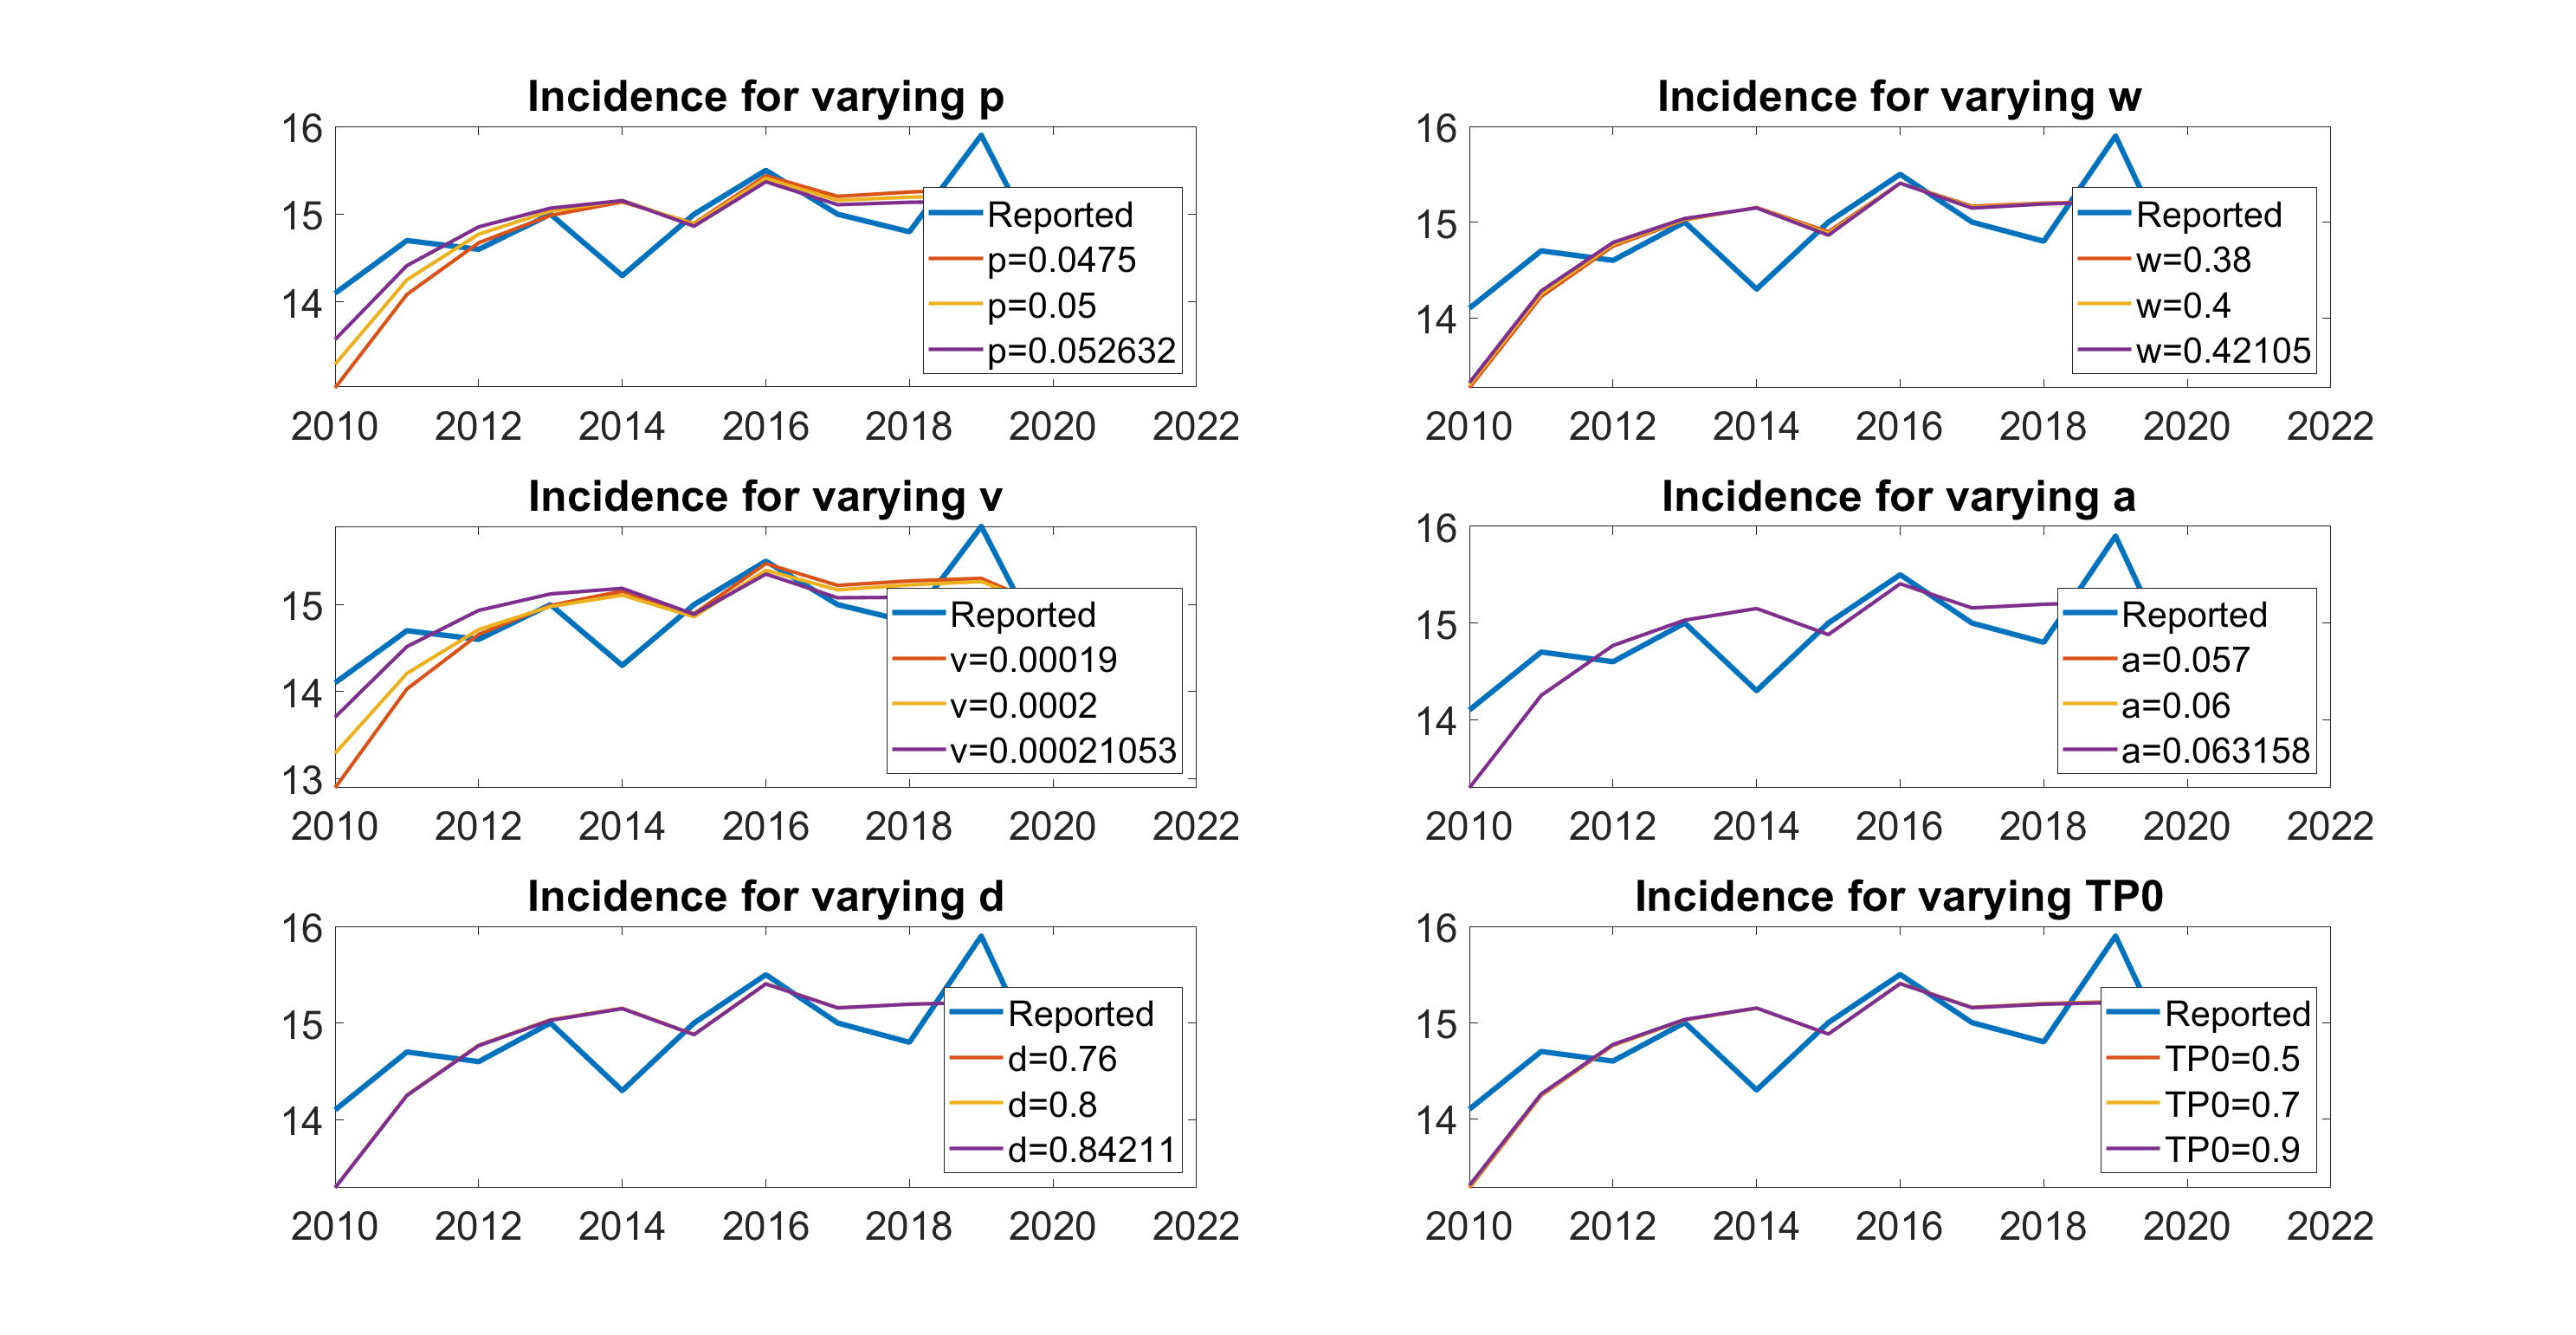 Incidence for varying p
16
15
14
2010 2012 2014 2016 2018 2020 2022
Reported
p=0.0475
p=0.05
p=0.052632
Incidence for varying w
16
15
14
2010 2012 2014 2016 2018 2020 2022
Reported
w=0.38
w=0.4
w=0.42105
Incidence for varying v
15
14
13
2010 2012 2014 2016 2018 2020 2022
Reported
v=0.00019
v=0.0002
v=0.00021053
Incidence for varying a
16
15
14
2010 2012 2014 2016 2018 2020 2022
Reported
a=0.057
a=0.06
a=0.063158
Incidence for varying d
16
15
14
2010 2012 2014 2016 2018 2020 2022
Reported
d=0.76
d=0.8
d=0.84211
Incidence for varying TP0
16
15
14
2010 2012 2014 2016 2018 2020 2022
Reported
TP0=0.5
TP0=0.7
TP0=0.9